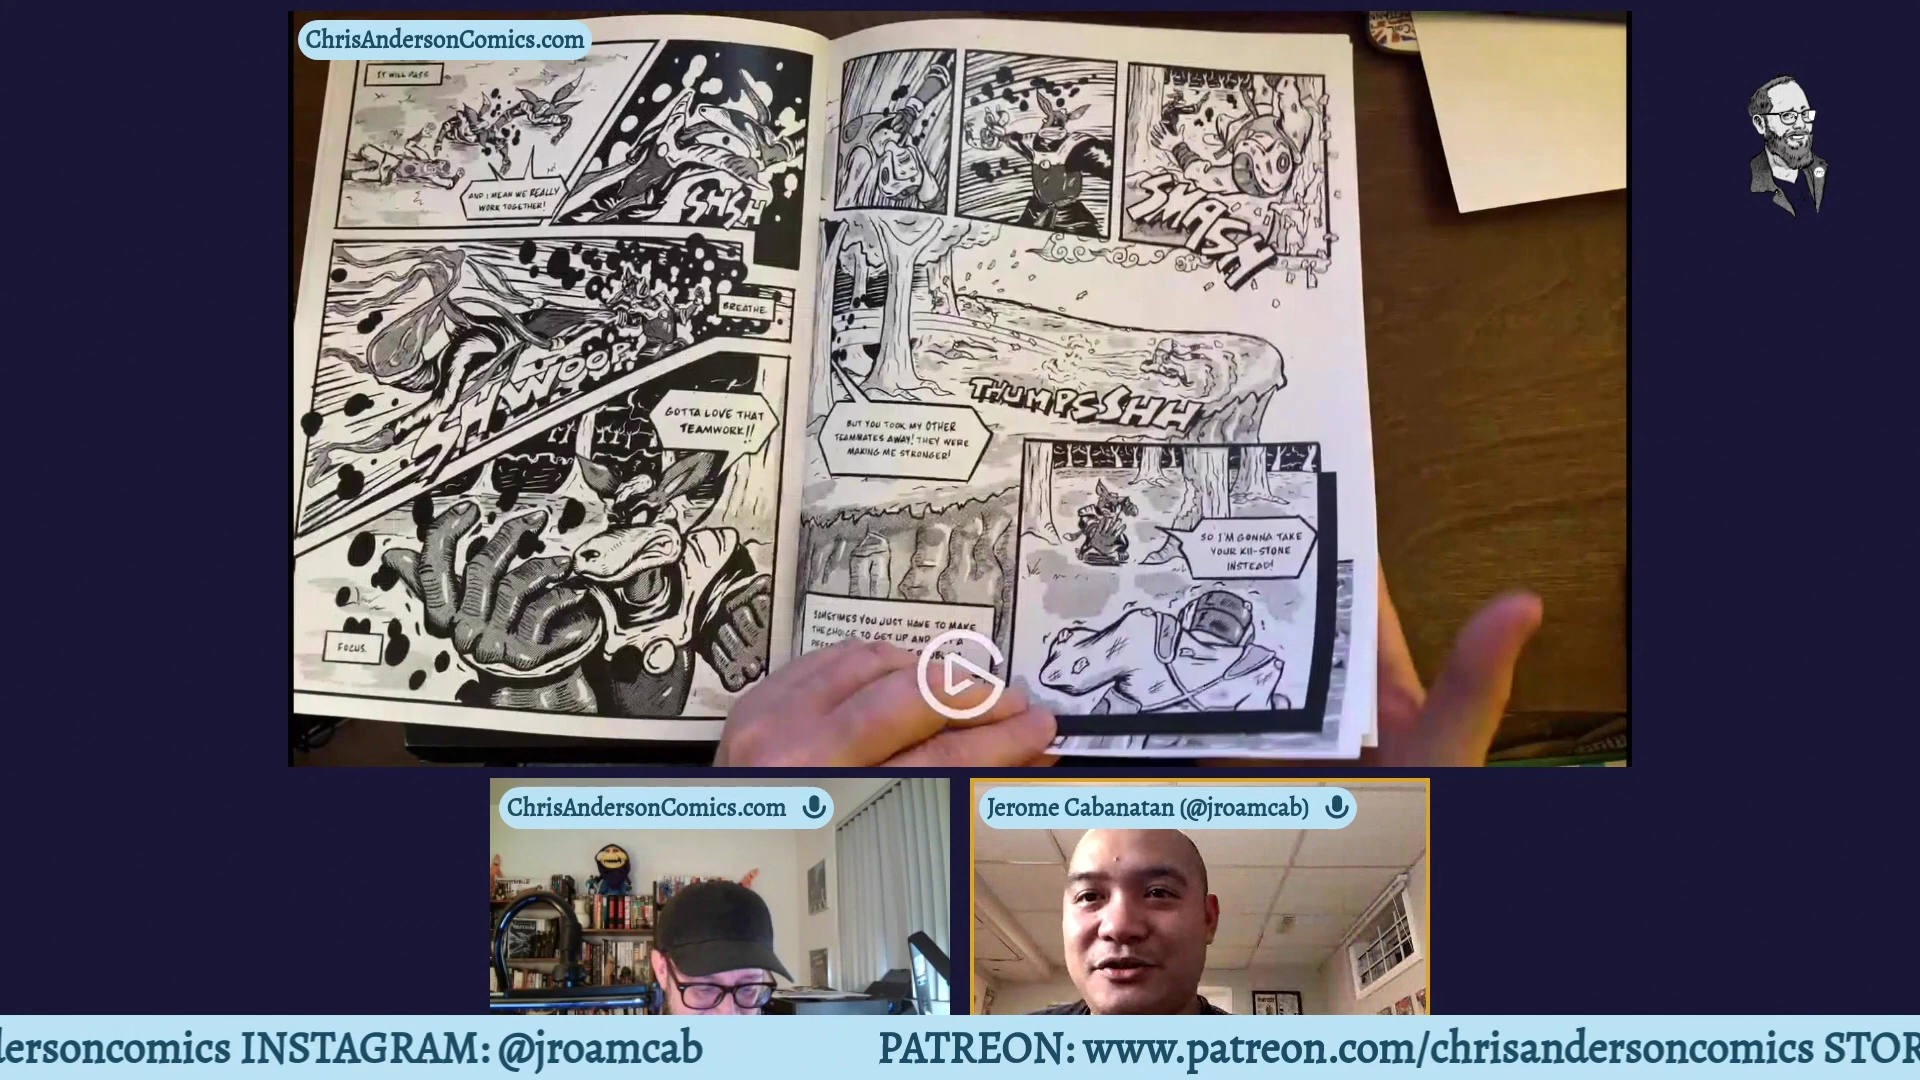 ChrisAndersonComics.com
IT WILL PASS
AND I MEAN WE REALLY
WORK TOGETHER!
SHSH
BREATHE.
SHWOOP!
GOTTA LOVE THAT
TEAMWORK!!
FOCUS.
SMASH
THUMPSSHH
BUT YOU TOOK MY OTHER
TEAMMATES AWAY! THEY WERE
MAKING ME STRONGER!
SO I'M GONNA TAKE
YOUR KII-STONE
INSTEAD!
SOMETIMES YOU JUST HAVE TO MAKE
THE CHOICE TO GET UP AND
ChrisAndersonComics.com
Jerome Cabanatan (@jroamcab)
dersoncomics INSTAGRAM: @jroamcab PATREON: www.patreon.com/chrisandersoncomics STOR